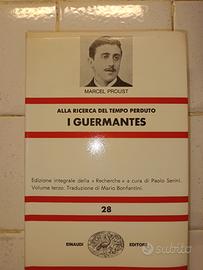 MARCEL PROUST
ALLA RICERCA DEL TEMPO PERDUTO
I GUERMANTES
Edizione integrale della « Recherche » a cura di Paolo Serini.
Volume terzo. Traduzione di Mario Bonfantini.
28
EINAUDI EDITORE
subito